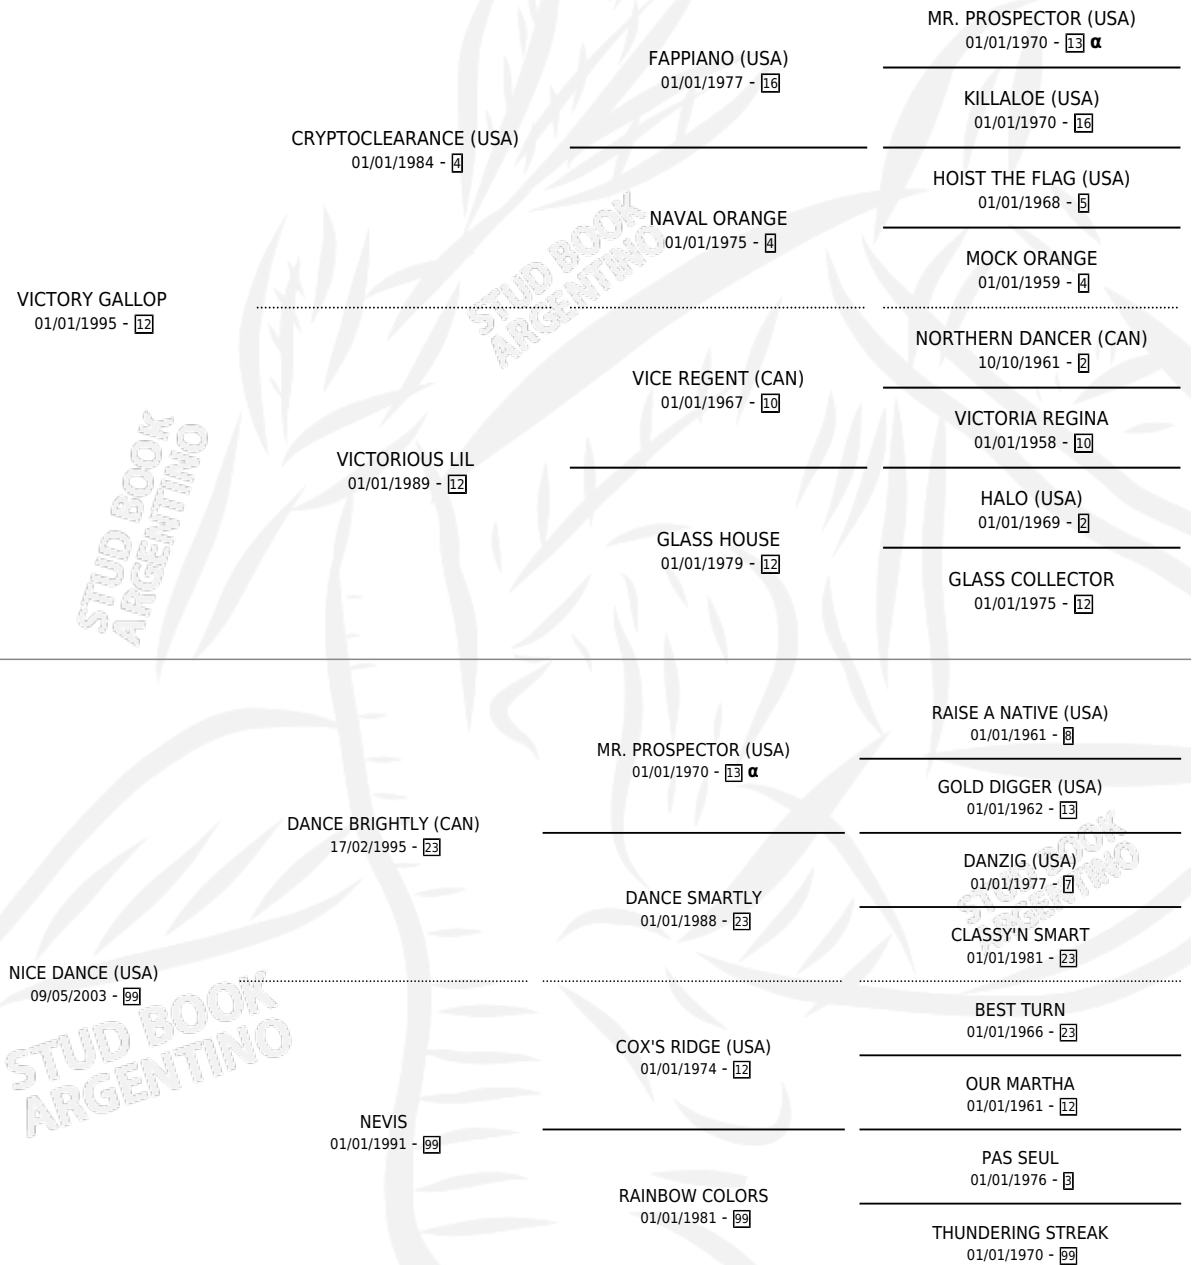 MR. PROSPECTOR (USA)
01/01/1970 - 13 α
FAPPIANO (USA)
01/01/1977 - 16
KILLALOE (USA)
01/01/1970 - 16
CRYPTOCLEARANCE (USA)
01/01/1984 - 4
HOIST THE FLAG (USA)
01/01/1968 - 5
NAVAL ORANGE
01/01/1975 - 4
MOCK ORANGE
01/01/1959 - 4
VICTORY GALLOP
01/01/1995 - 12
NORTHERN DANCER (CAN)
10/10/1961 - 2
VICE REGENT (CAN)
01/01/1967 - 10
VICTORIA REGINA
01/01/1958 - 10
VICTORIOUS LIL
01/01/1989 - 12
HALO (USA)
01/01/1969 - 2
GLASS HOUSE
01/01/1979 - 12
GLASS COLLECTOR
01/01/1975 - 12
RAISE A NATIVE (USA)
01/01/1961 - 8
MR. PROSPECTOR (USA)
01/01/1970 - 13 α
GOLD DIGGER (USA)
01/01/1962 - 13
DANCE BRIGHTLY (CAN)
17/02/1995 - 23
DANZIG (USA)
01/01/1977 - 7
DANCE SMARTLY
01/01/1988 - 23
CLASSY'N SMART
01/01/1981 - 23
NICE DANCE (USA)
09/05/2003 - 99
BEST TURN
01/01/1966 - 23
COX'S RIDGE (USA)
01/01/1974 - 12
OUR MARTHA
01/01/1961 - 12
NEVIS
01/01/1991 - 99
PAS SEUL
01/01/1976 - 3
RAINBOW COLORS
01/01/1981 - 99
THUNDERING STREAK
01/01/1970 - 99
STUD BOOK
ARGENTINO
STUD BOOK
ARGENTINO
STUD BOOK
ARGENTINO
STUD BOOK
ARGENTINO